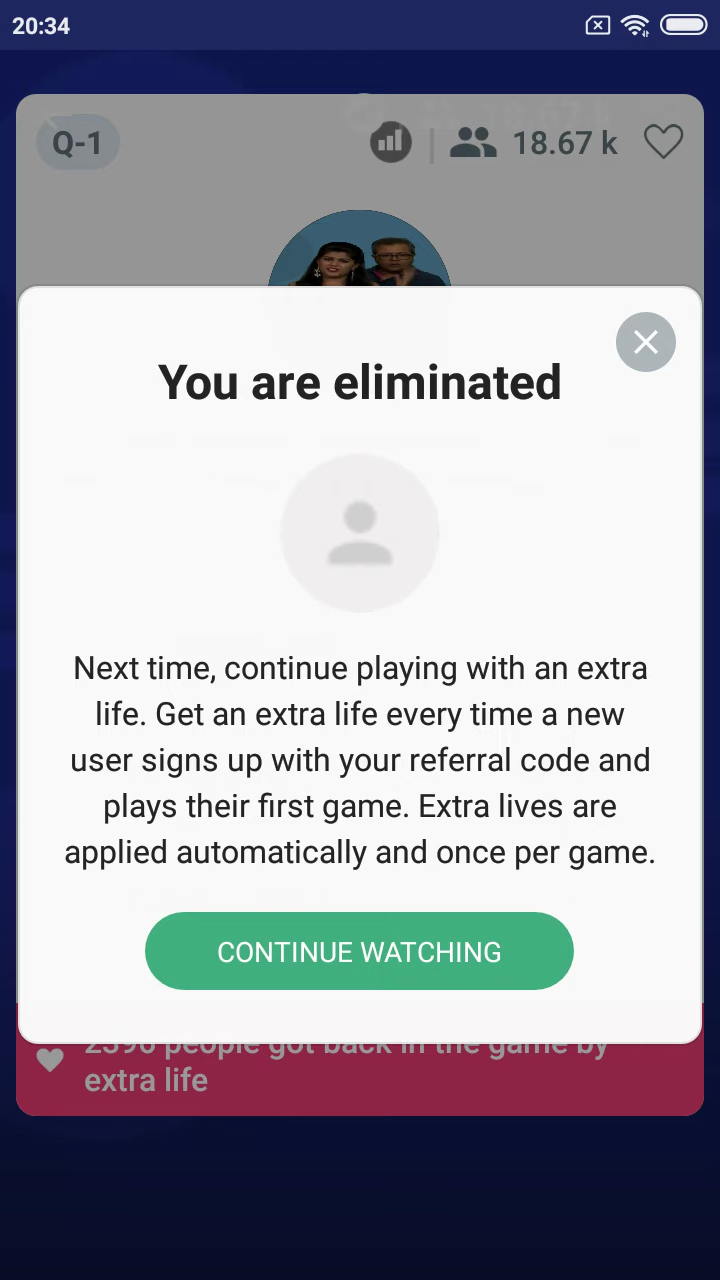 20:34
Q-1
18.67 k
You are eliminated
Next time, continue playing with an extra
life. Get an extra life every time a new
user signs up with your referral code and
plays their first game. Extra lives are
applied automatically and once per game.
CONTINUE WATCHING
2396 people got back in the game by
extra life